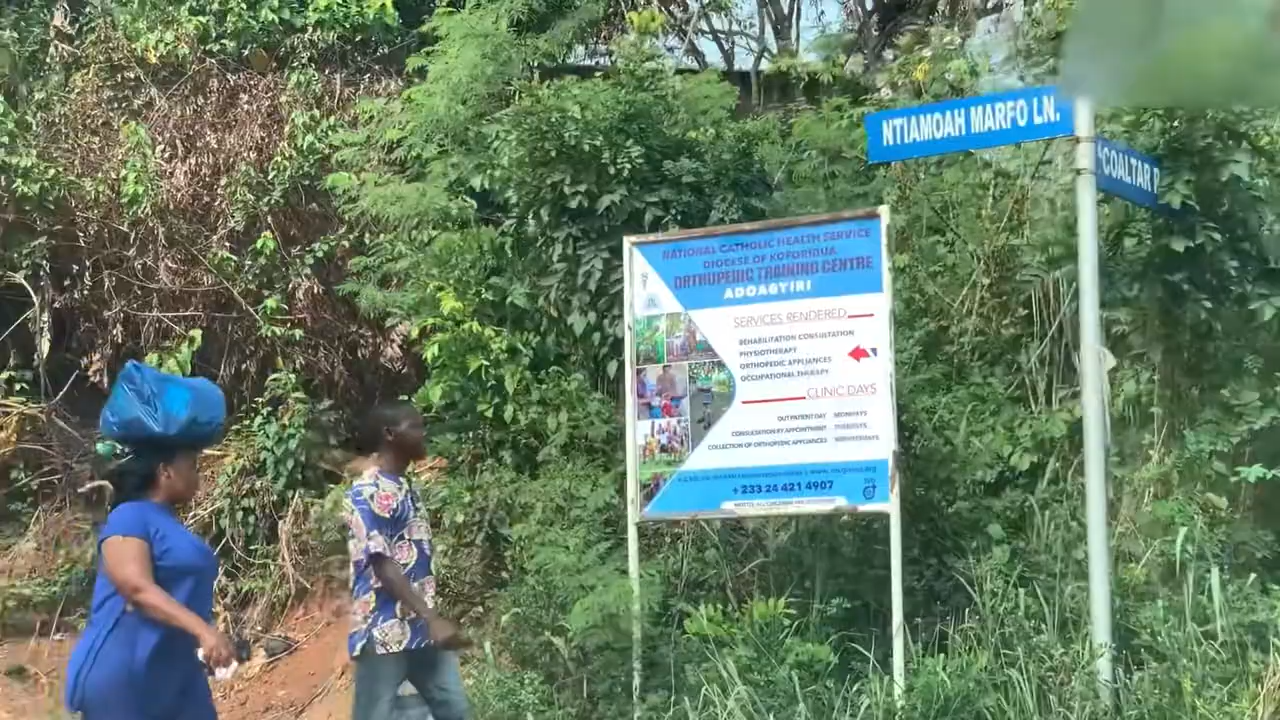 NTIAMOAH MARFO LN.
COALTAR
NATIONAL CATHOLIC HEALTH SERVICE
DIOCESE OF KOFORIDUA
ORTHOPEDIC TRAINING CENTRE
ADOAGYIRI
SERVICES RENDERED
REHABILITATION CONSULTATION
PHYSIOTHERAPY
ORTHOPEDIC APPLIANCES
OCCUPATIONAL THERAPY
CLINIC DAYS
OUT PATIENT DAY
CONSULTATION BY APPOINTMENT
COLLECTION OF ORTHOPEDIC APPLIANCES
+233 24 421 4907